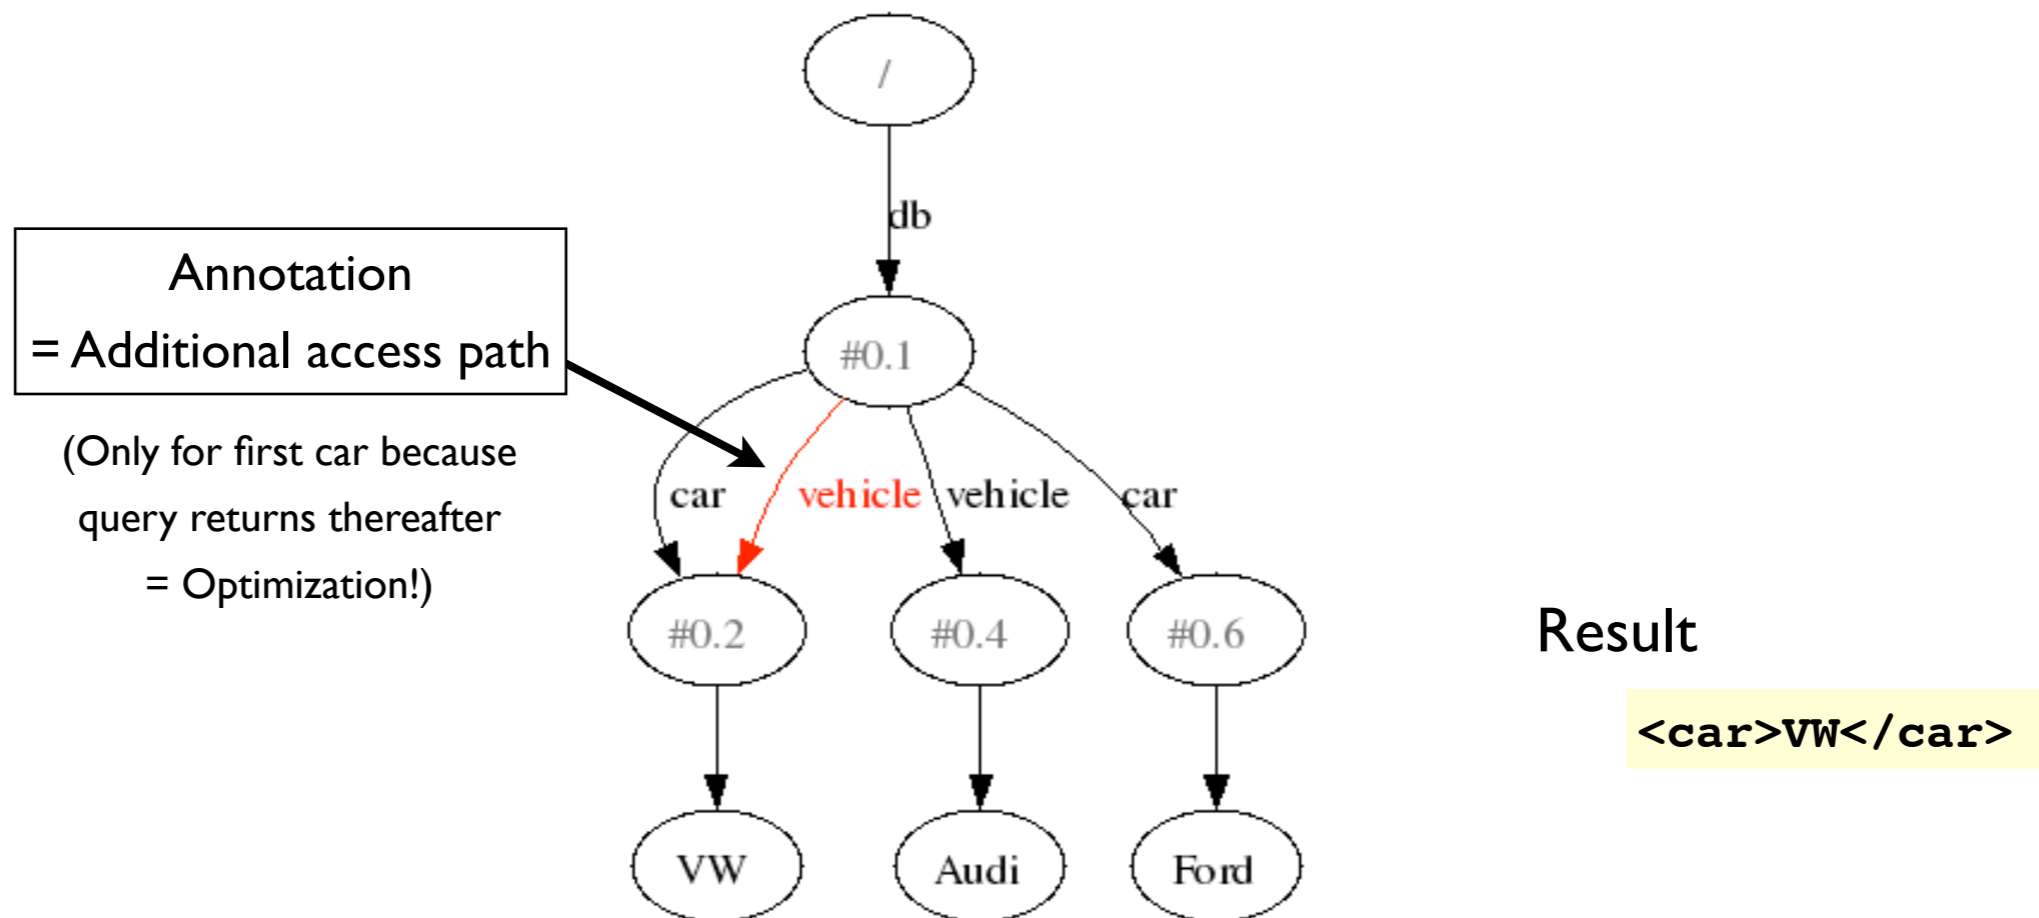 /
db
Annotation
= Additional access path
#0.1
(Only for first car because
query returns thereafter
= Optimization!)
car vehicle vehicle car
#0.2 #0.4 #0.6
Result
<car>VW</car>
VW Audi Ford